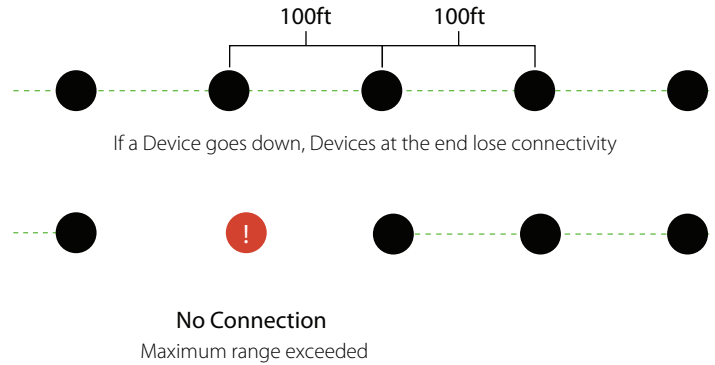 100ft 100ft
If a Device goes down, Devices at the end lose connectivity
!
No Connection
Maximum range exceeded